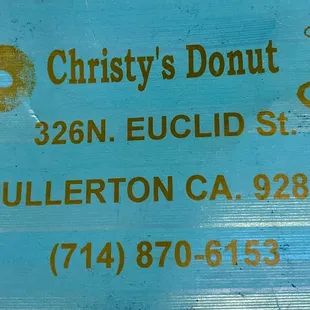 Christy's Donut
326N. EUCLID St.
ULLERTON CA. 928
(714) 870-6153